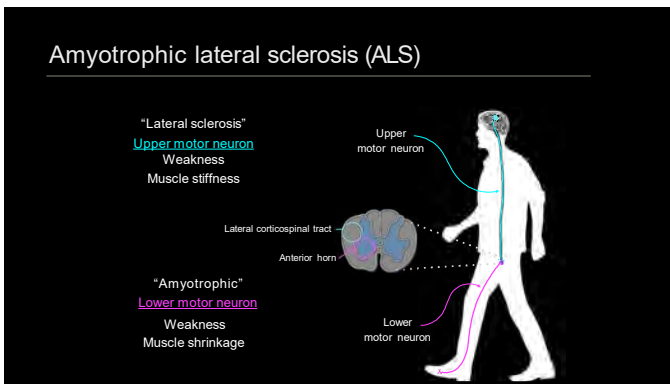 Amyotrophic lateral sclerosis (ALS)
“Lateral sclerosis”
Upper motor neuron
Weakness
Muscle stiffness
Upper
motor neuron
Lateral corticospinal tract
Anterior horn
“Amyotrophic”
Lower motor neuron
Weakness
Muscle shrinkage
Lower
motor neuron